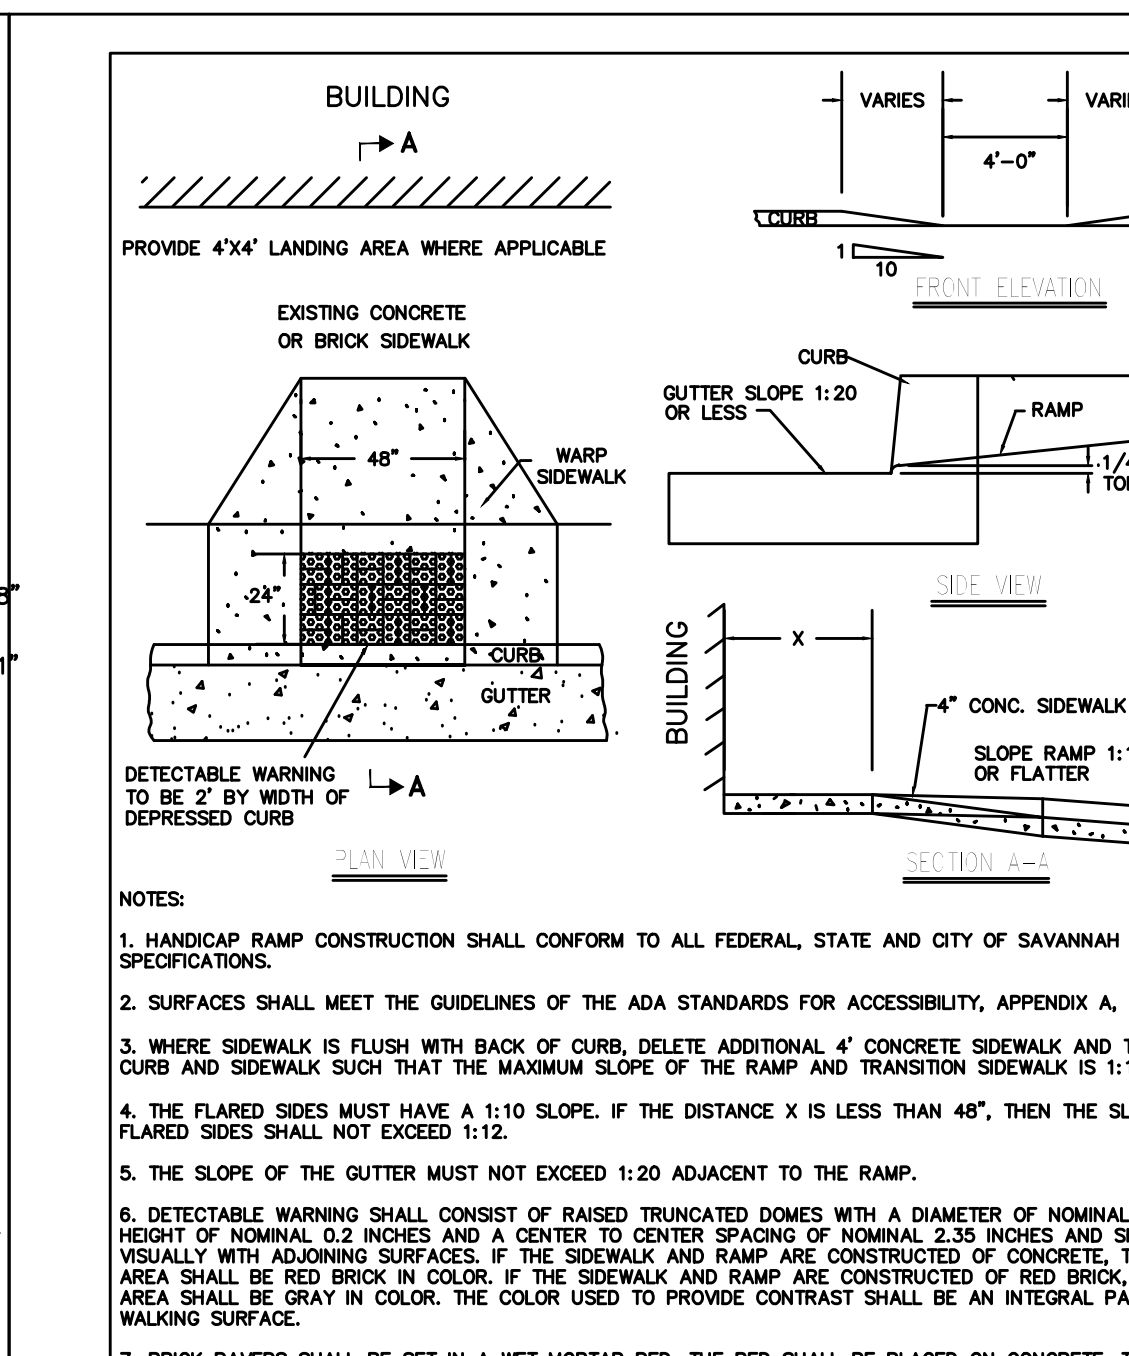 BUILDING
A
PROVIDE 4'X4' LANDING AREA WHERE APPLICABLE
EXISTING CONCRETE
OR BRICK SIDEWALK
48"
WARP
SIDEWALK
24"
CURB
GUTTER
DETECTABLE WARNING
TO BE 2' BY WIDTH OF
DEPRESSED CURB
A
PLAN VIEW
VARIES
4'-0"
CURB
1
10
FRONT ELEVATION
CURB
GUTTER SLOPE 1:20
OR LESS
RAMP
SIDE VIEW
BUILDING
X
4" CONC. SIDEWALK
SLOPE RAMP
OR FLATTER
SECTION A-A
NOTES:
1. HANDICAP RAMP CONSTRUCTION SHALL CONFORM TO ALL FEDERAL, STATE AND CITY OF SAVANNAH
SPECIFICATIONS.
2. SURFACES SHALL MEET THE GUIDELINES OF THE ADA STANDARDS FOR ACCESSIBILITY, APPENDIX A,
3. WHERE SIDEWALK IS FLUSH WITH BACK OF CURB, DELETE ADDITIONAL 4' CONCRETE SIDEWALK AND
CURB AND SIDEWALK SUCH THAT THE MAXIMUM SLOPE OF THE RAMP AND TRANSITION SIDEWALK IS
4. THE FLARED SIDES MUST HAVE A 1:10 SLOPE. IF THE DISTANCE X IS LESS THAN 48", THEN THE
FLARED SIDES SHALL NOT EXCEED 1:12.
5. THE SLOPE OF THE GUTTER MUST NOT EXCEED 1:20 ADJACENT TO THE RAMP.
6. DETECTABLE WARNING SHALL CONSIST OF RAISED TRUNCATED DOMES WITH A DIAMETER OF NOMINAL
HEIGHT OF NOMINAL 0.2 INCHES AND A CENTER TO CENTER SPACING OF NOMINAL 2.35 INCHES AND
VISUALLY WITH ADJOINING SURFACES. IF THE SIDEWALK AND RAMP ARE CONSTRUCTED OF CONCRETE,
AREA SHALL BE RED BRICK IN COLOR. IF THE SIDEWALK AND RAMP ARE CONSTRUCTED OF RED BRICK,
AREA SHALL BE GRAY IN COLOR. THE COLOR USED TO PROVIDE CONTRAST SHALL BE AN INTEGRAL
WALKING SURFACE.